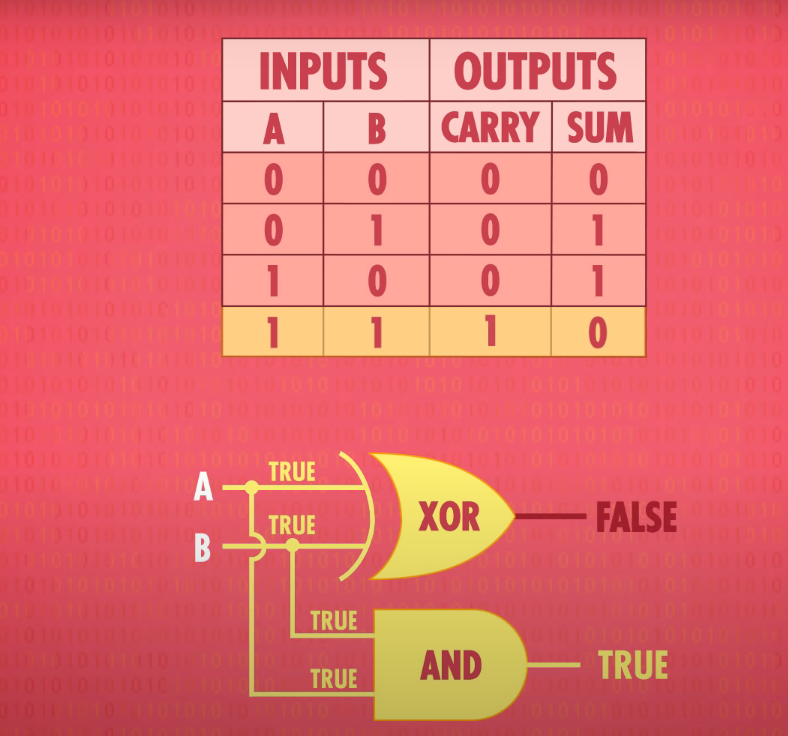 INPUTS OUTPUTS
A B CARRY SUM
0 0 0 0
0 1 0 1
1 0 0 1
1 1 1 0
A TRUE
XOR FALSE
B TRUE
TRUE
AND TRUE
TRUE